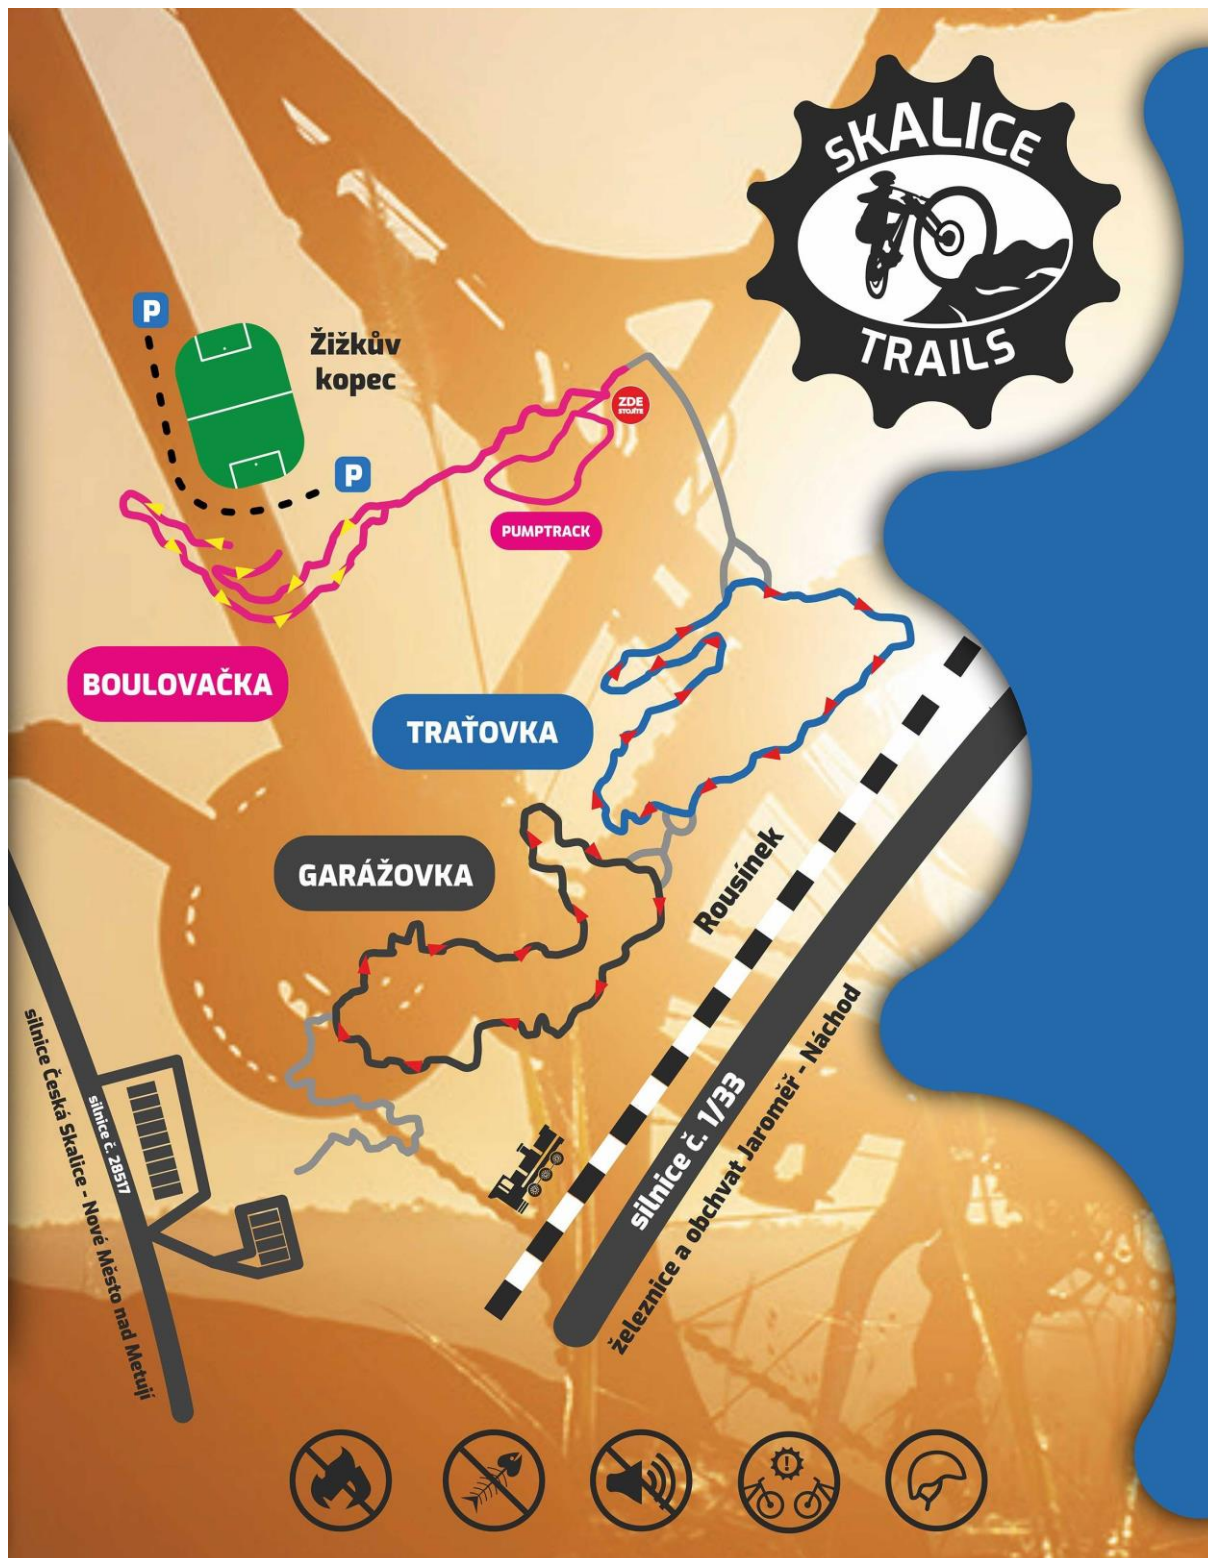 SKALICE
TRAILS
P
Žižkův
kopec
ZDE
STOJÍTE
P
PUMPTRACK
BOULOVAČKA
TRAŤOVKA
GARÁŽOVKA
Rousínek
silnice č. 1/33
železnice a obchvat Jaroměř - Náchod
silnice č. 28517
silnice Česká Skalice - Nové Město nad Metují
!